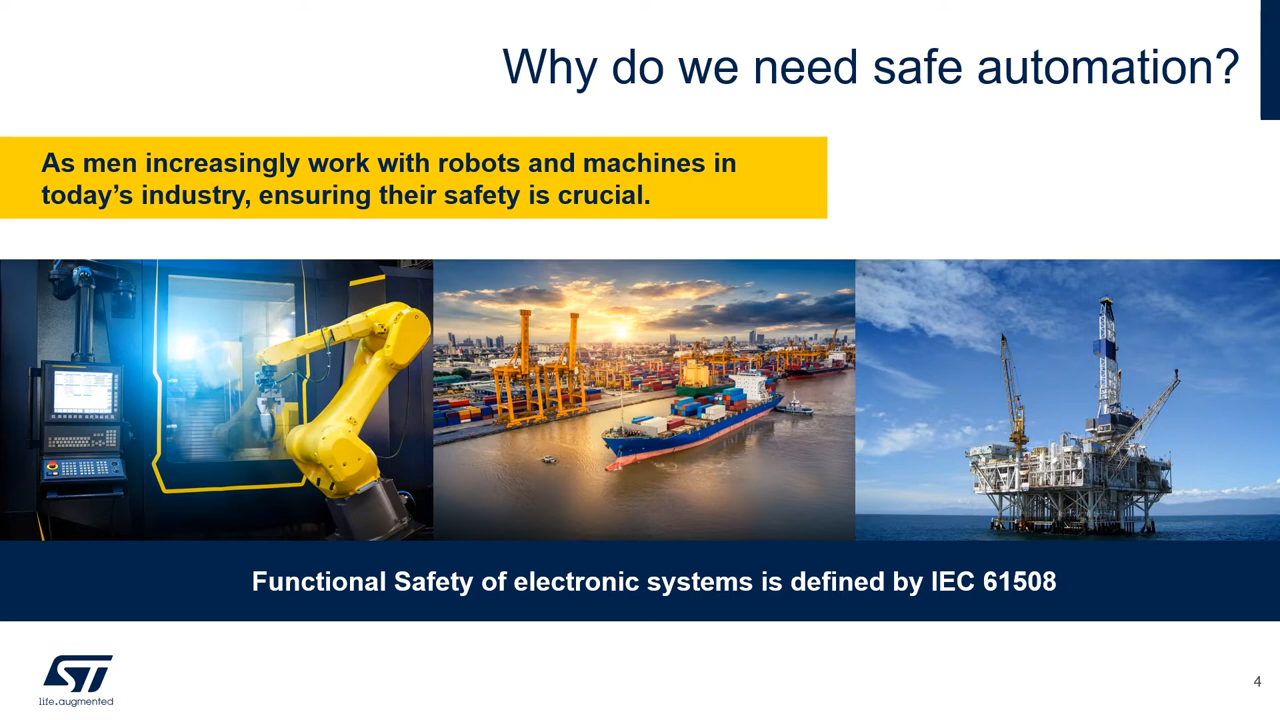 Why do we need safe automation?
As men increasingly work with robots and machines in
today’s industry, ensuring their safety is crucial.
Functional Safety of electronic systems is defined by IEC 61508
ST
life.augmented
4